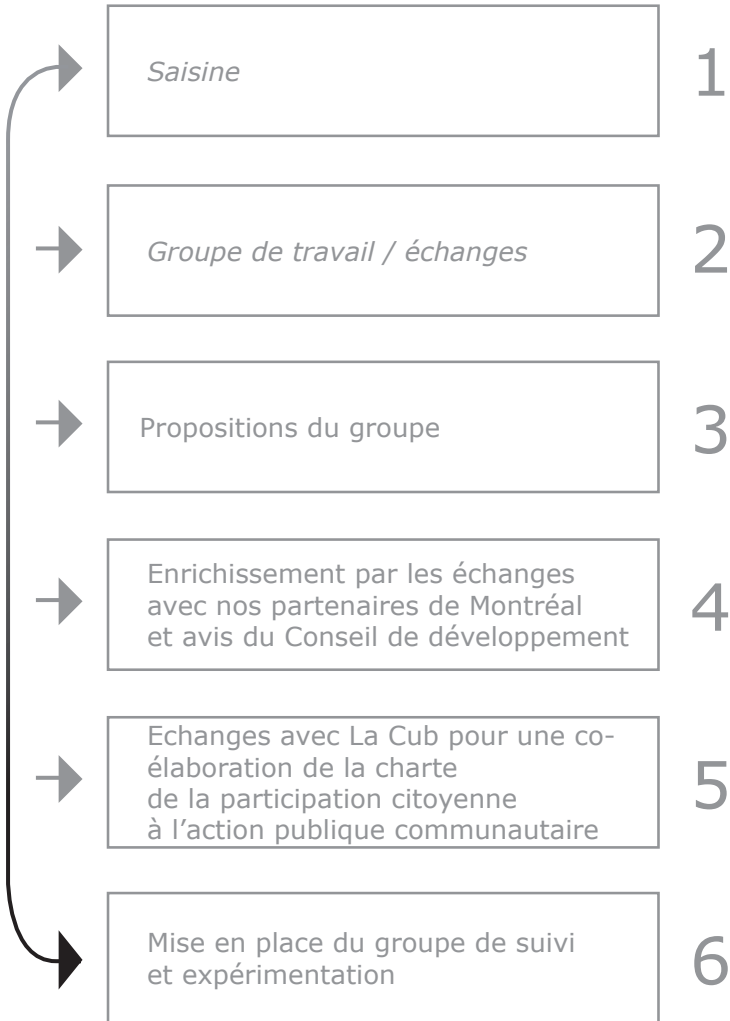 Saisine
1
Groupe de travail / échanges
2
Propositions du groupe
3
Enrichissement par les échanges
avec nos partenaires de Montréal
et avis du Conseil de développement
4
Echanges avec La Cub pour une co-
élaboration de la charte
de la participation citoyenne
à l’action publique communautaire
5
Mise en place du groupe de suivi
et expérimentation
6